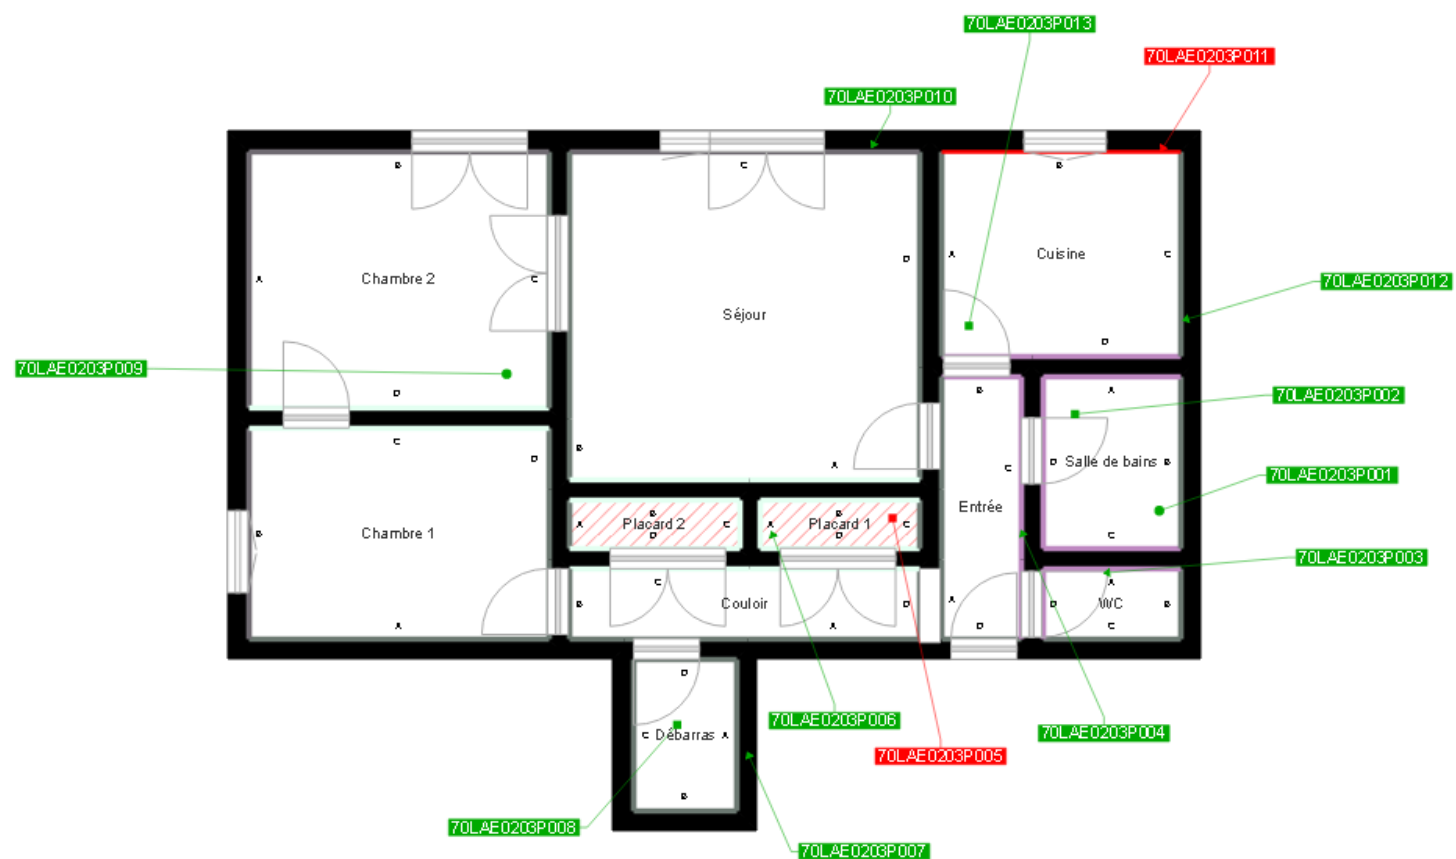 70LAE0203P013
70LAE0203P011
70LAE0203P010
B
C
B
A
Chambre 2
C
D
Séjour
D
B
A
A
Cuisine
C
D
70LAE0203P012
70LAE0203P009
70LAE0203P002
70LAE0203P001
70LAE0203P003
C
D
B
Chambre 1
A
B
C
Entrée
A
D
A
D
Salle de bains
B
C
A
D
WC
B
C
B
A
Placard 2
C
D
B
A
Placard 1
C
D
C
B
Couloir
D
A
D
C
Débarras
A
B
70LAE0203P006
70LAE0203P004
70LAE0203P005
70LAE0203P008
70LAE0203P007